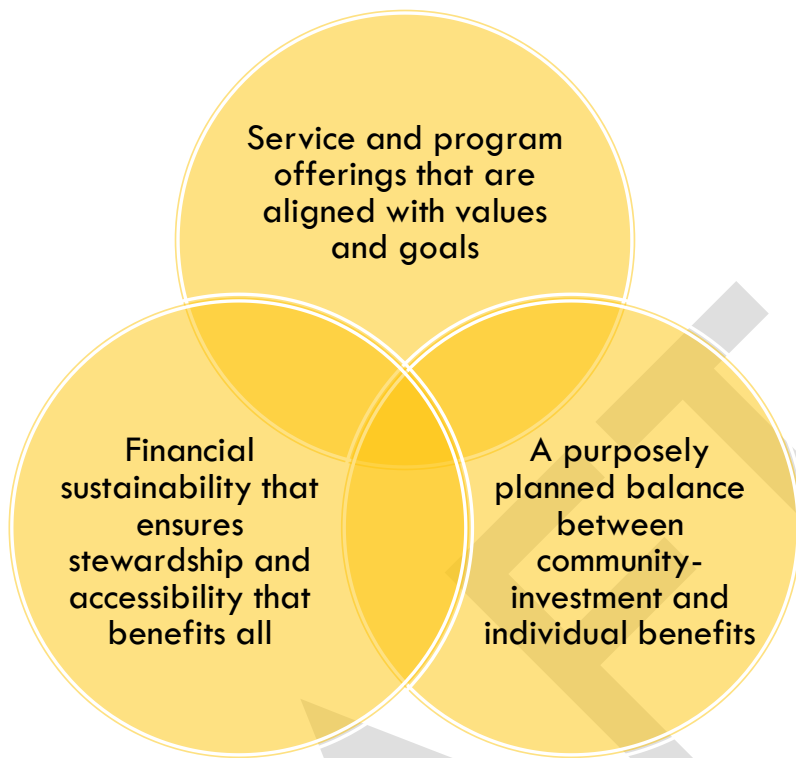 Service and program
offerings that are
aligned with values
and goals
Financial
sustainability that
ensures
stewardship and
accessibility that
benefits all
A purposely
planned balance
between
community-
investment and
individual benefits